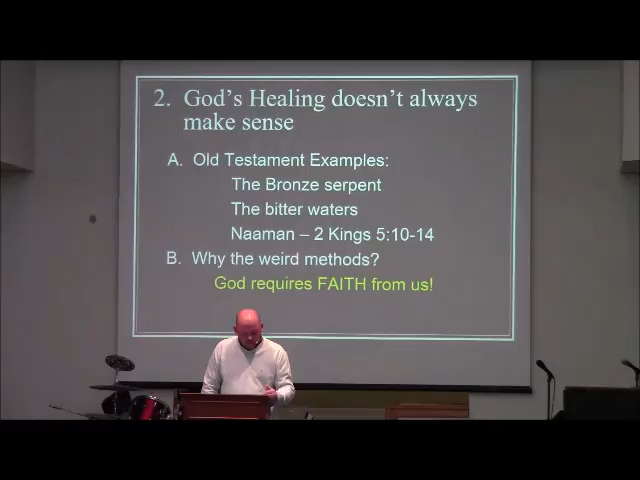 2. God's Healing doesn't always
make sense
A. Old Testament Examples:
The Bronze serpent
The bitter waters
Naaman – 2 Kings 5:10-14
B. Why the weird methods?
God requires FAITH from us!